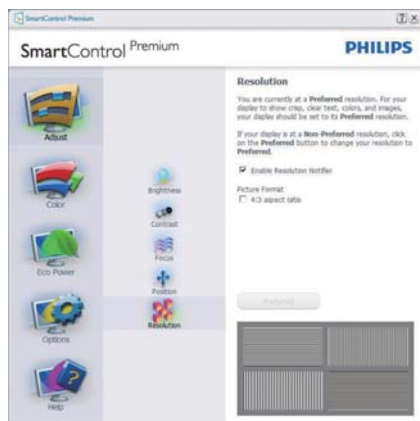 SmartControl Premium
SmartControl Premium
PHILIPS
Adjust
Color
Eco Power
Options
Help
Brightness
Contrast
Focus
Position
Resolution
Resolution
You are currently at a Preferred resolution. For your
display to show crisp, clear text, colors, and images,
your display should be set to its Preferred resolution.
If your display is at a Non-Preferred resolution, click
on the Preferred button to change your resolution to
Preferred.
Enable Resolution Notifier
Picture Format
4:3 aspect ratio
Preferred